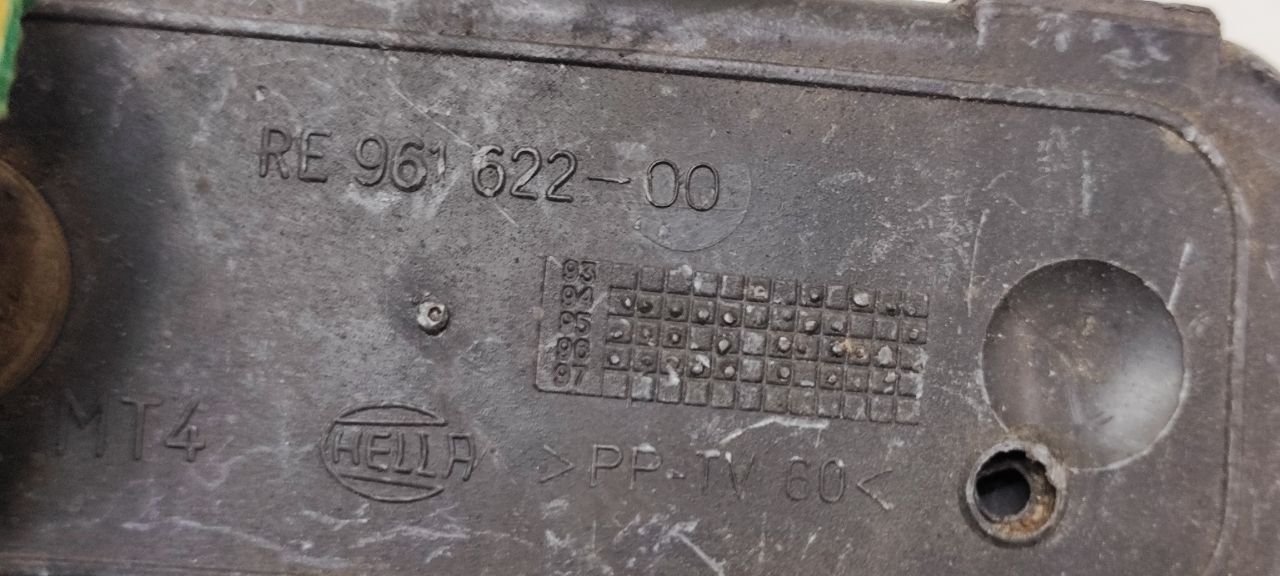 RE 961 622-00
93
94
95
96
97
MT4
HELLA
>PP-TV 60<